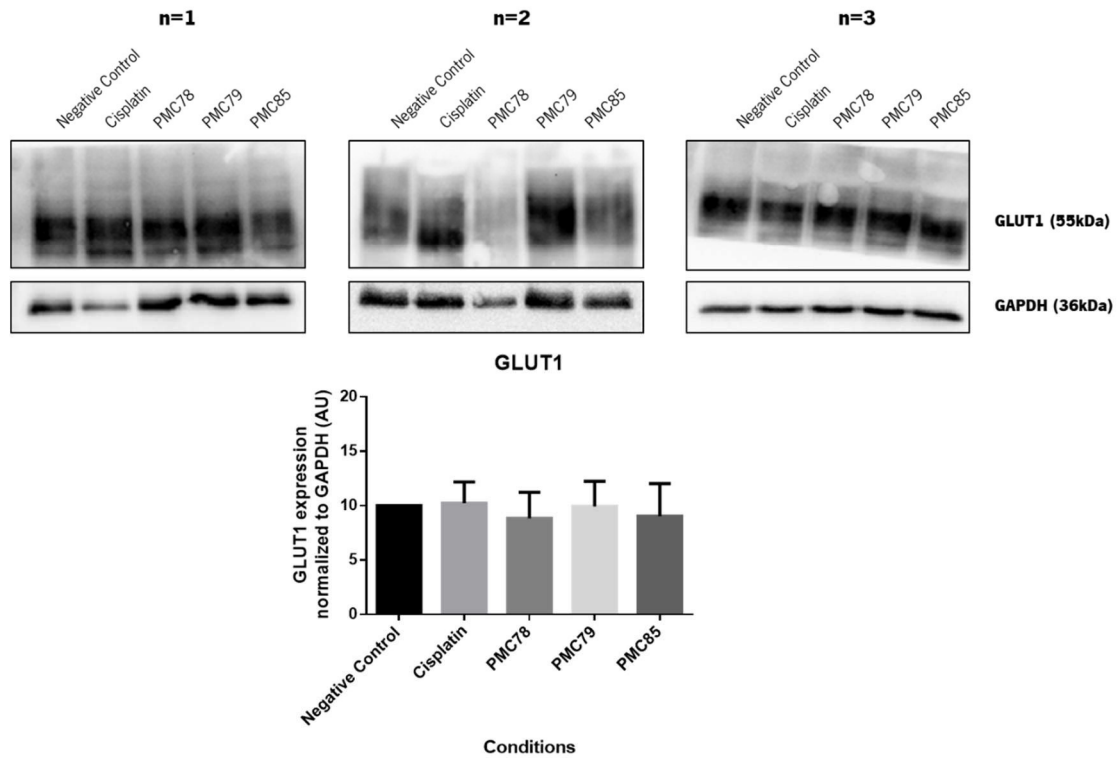 n=1
n=2
n=3
Negative Control
Cisplatin
PMC78
PMC79
PMC85
Negative Control
Cisplatin
PMC78
PMC79
PMC85
Negative Control
Cisplatin
PMC78
PMC79
PMC85
GLUT1 (55kDa)
GAPDH (36kDa)
GLUT1
GLUT1 expression
normalized to GAPDH (AU)
20
15
10
5
0
Negative Control
Cisplatin
PMC78
PMC79
PMC85
Conditions